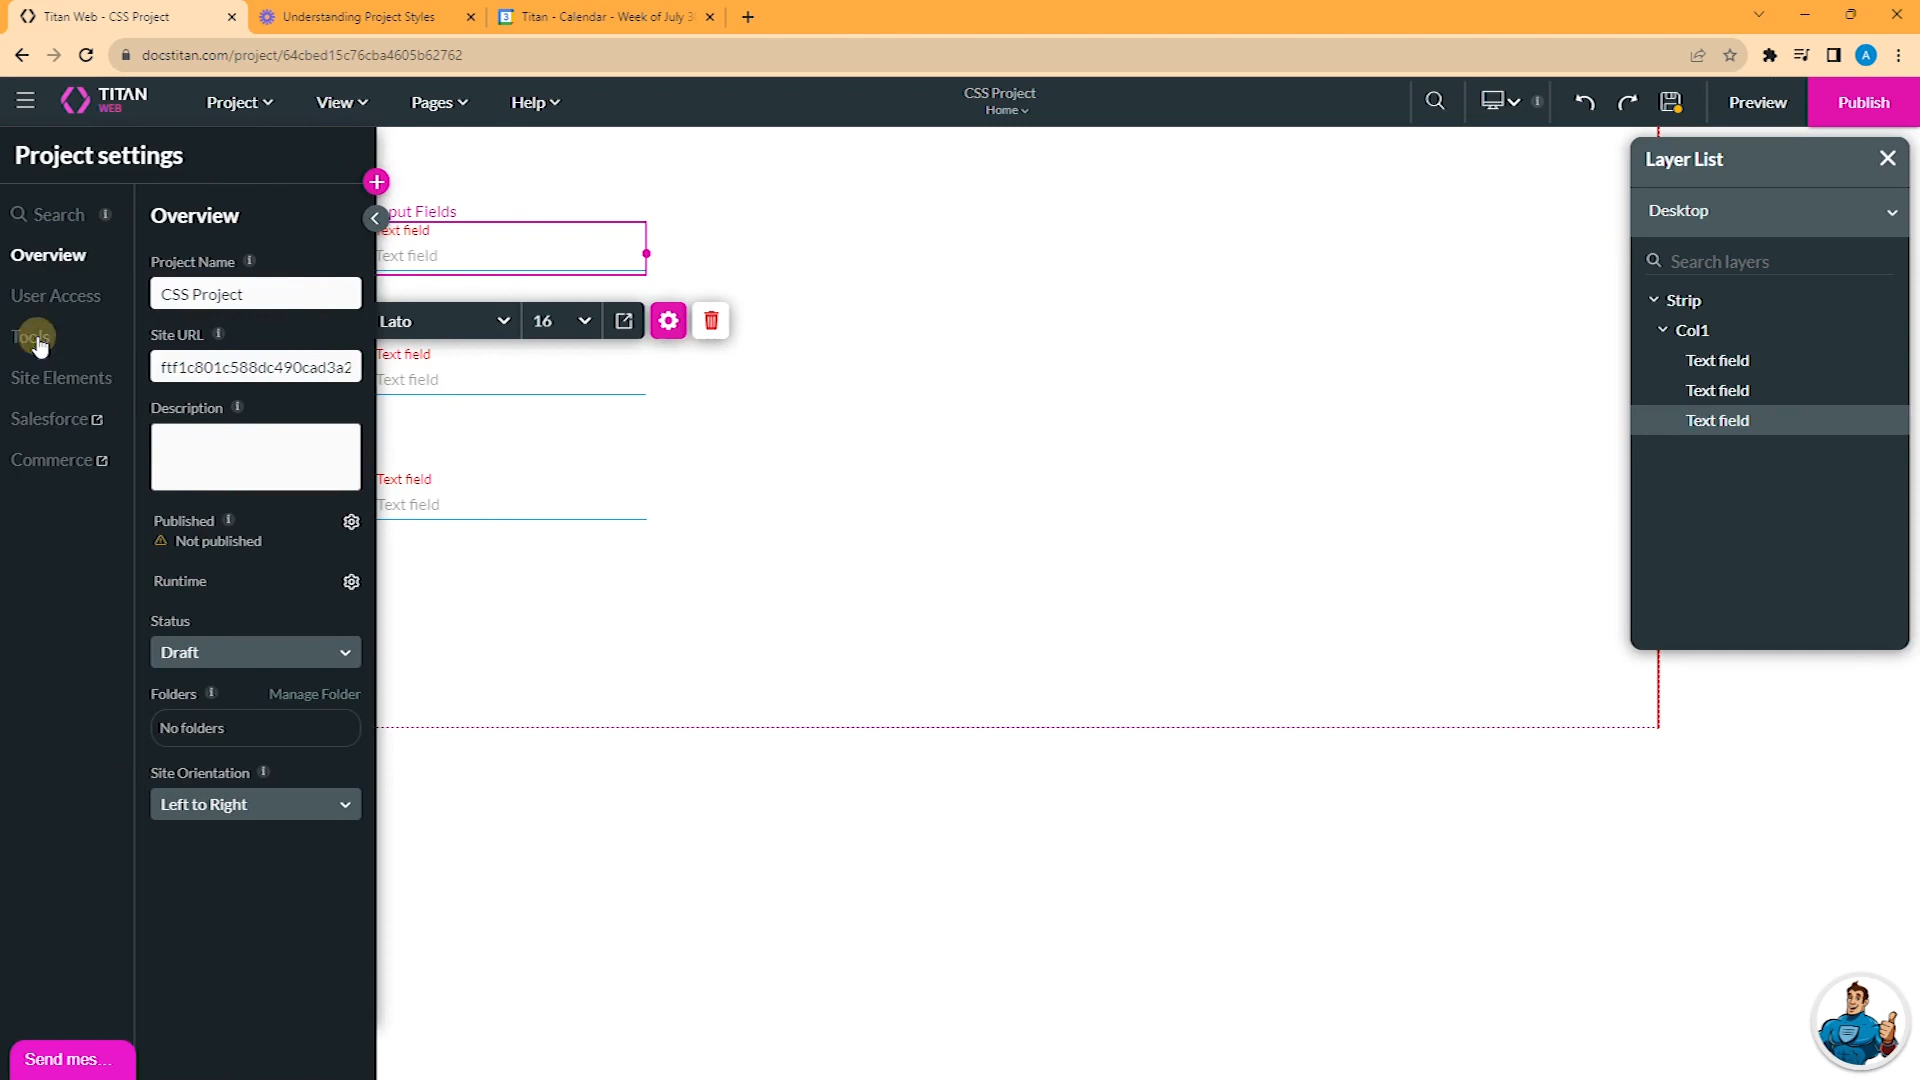 Titan Web - CSS Project
Understanding Project Styles
Titan - Calendar - Week of July 3
docstitan.com/project/64cbed15c76cba4605b62762
A
TITAN
WEB
Project
View
Pages
Help
CSS Project
Home
Preview
Publish
Project settings
Search
Overview
User Access
Tools
Site Elements
Salesforce
Commerce
Send mes...
Overview
Project Name
CSS Project
Site URL
ftf1c801c588dc490cad3a2
Description
Published
Not published
Runtime
Status
Draft
Folders
Manage Folder
No folders
Site Orientation
Left to Right
put Fields
ext field
Text field
Lato
16
Text field
Text field
Text field
Text field
Layer List
Desktop
Search layers
Strip
Col1
Text field
Text field
Text field